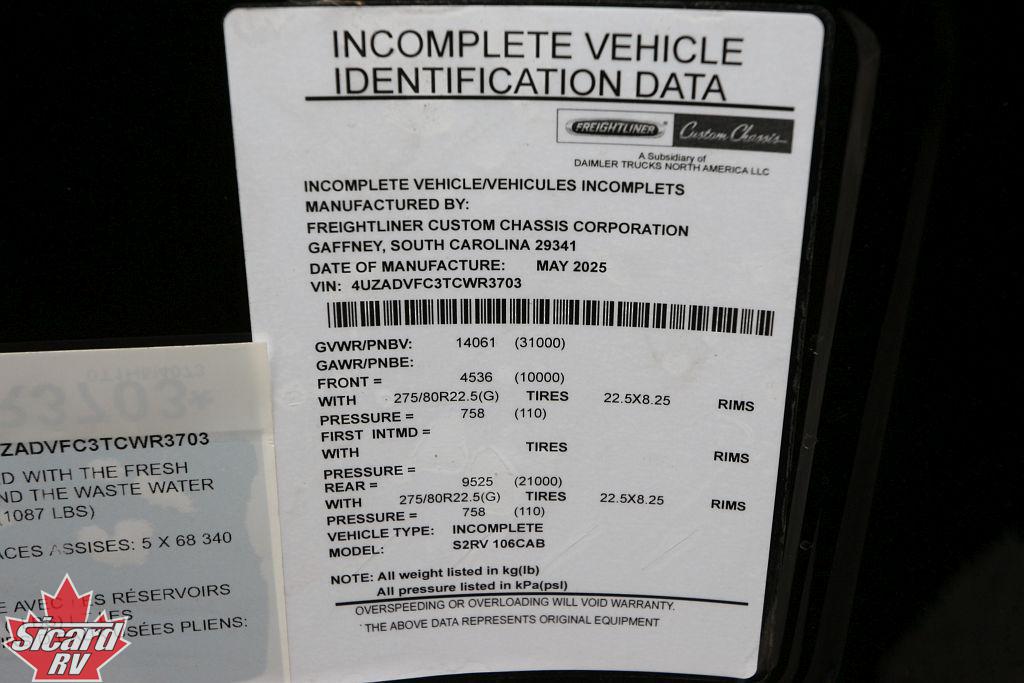 INCOMPLETE VEHICLE
IDENTIFICATION DATA
FREIGHTLINER Custom Chassis
A Subsidiary of
DAIMLER TRUCKS NORTH AMERICA LLC
INCOMPLETE VEHICLE/VEHICULES INCOMPLETS
MANUFACTURED BY:
FREIGHTLINER CUSTOM CHASSIS CORPORATION
GAFFNEY, SOUTH CAROLINA 29341
DATE OF MANUFACTURE: MAY 2025
VIN: 4UZADVFC3TCWR3703
GVWR/PNBV: 14061 (31000)
GAWR/PNBE:
FRONT = 4536 (10000)
WITH 275/80R22.5(G) TIRES 22.5X8.25 RIMS
PRESSURE = 758 (110)
FIRST INTMD =
WITH TIRES RIMS
PRESSURE =
REAR = 9525 (21000)
WITH 275/80R22.5(G) TIRES 22.5X8.25 RIMS
PRESSURE = 758 (110)
VEHICLE TYPE: INCOMPLETE
MODEL: S2RV 106CAB
NOTE: All weight listed in kg(lb)
All pressure listed in kPa(psi)
OVERSPEEDING OR OVERLOADING WILL VOID WARRANTY.
THE ABOVE DATA REPRESENTS ORIGINAL EQUIPMENT
R3703*
ZADVFC3TCWR3703
D WITH THE FRESH
ND THE WASTE WATER
(1087 LBS)
ACES ASSISES: 5 X 68 340
E AVEC LES RÉSERVOIRS
SÉES PLIENS:
Sicard
RV